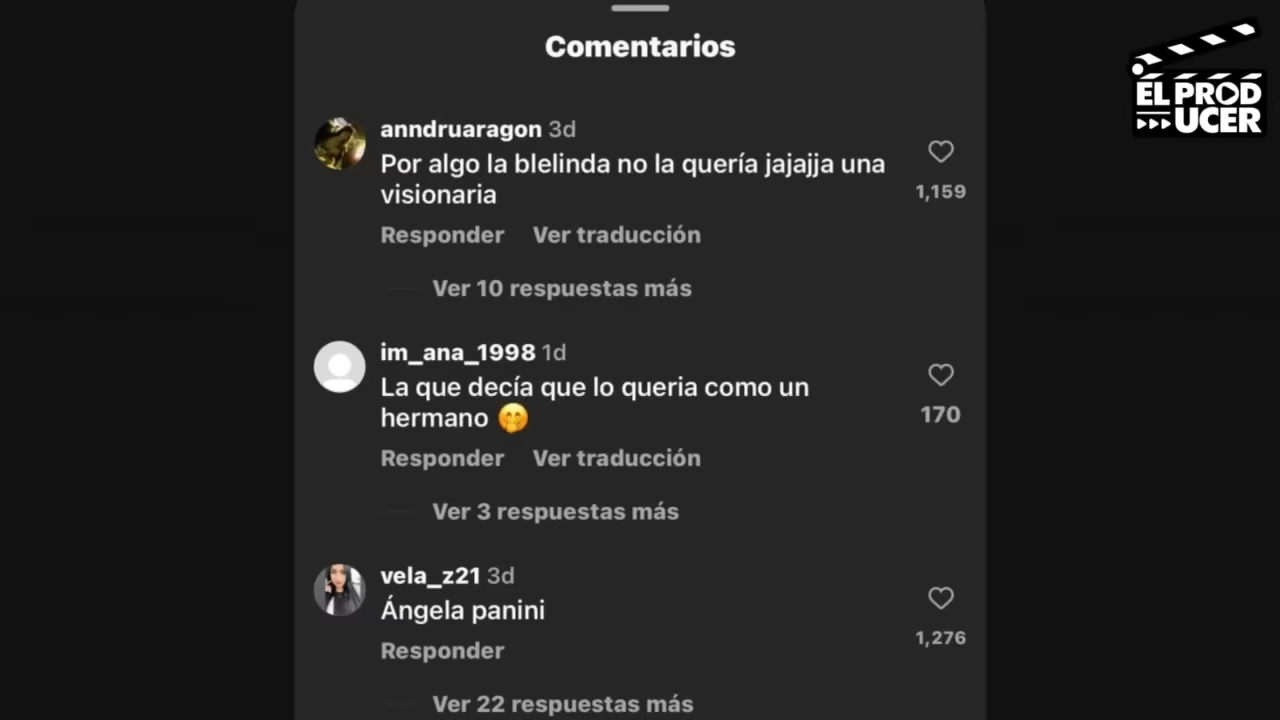 Comentarios
EL PROD
UCER
anndruaragon 3d
Por algo la blelinda no la quería jajajja una
visionaria
1,159
Responder Ver traducción
Ver 10 respuestas más
im_ana_1998 1d
La que decía que lo queria como un
hermano 🤭
170
Responder Ver traducción
Ver 3 respuestas más
vela_z21 3d
Ángela panini
1,276
Responder
Ver 22 respuestas más